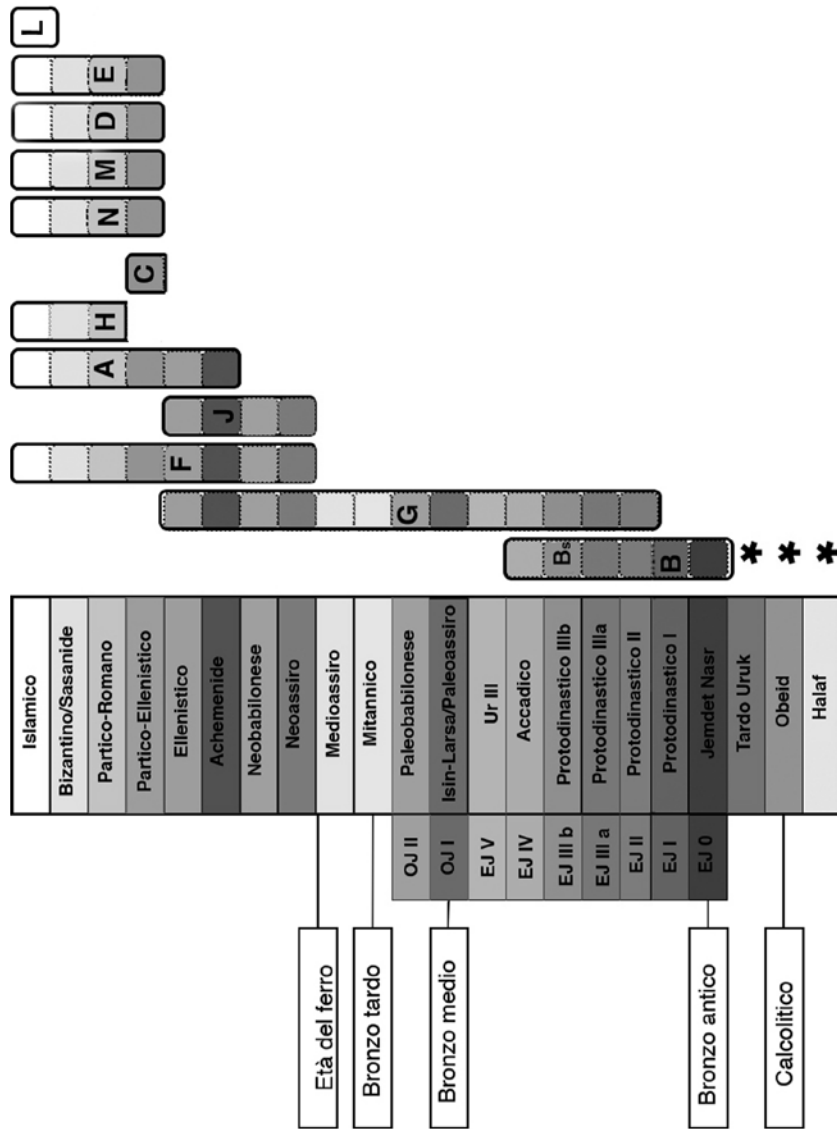 L
E
D
M
N
C
H
A
J
F
G
Bs
B
*
*
*
Islamico
Bizantino/Sasanide
Partico-Romano
Partico-Ellenistico
Ellenistico
Achemenide
Neobabilonese
Neoassiro
Medioassiro
Mitannico
Paleobabilonese
Isin-Larsa/Paleoassiro
Ur III
Accadico
Protodinastico IIIb
Protodinastico IIIa
Protodinastico II
Protodinastico I
Jemdet Nasr
Tardo Uruk
Obeid
Halaf
OJ II
OJ I
EJ V
EJ IV
EJ III b
EJ III a
EJ II
EJ I
EJ 0
Età del ferro
Bronzo tardo
Bronzo medio
Bronzo antico
Calcolitico